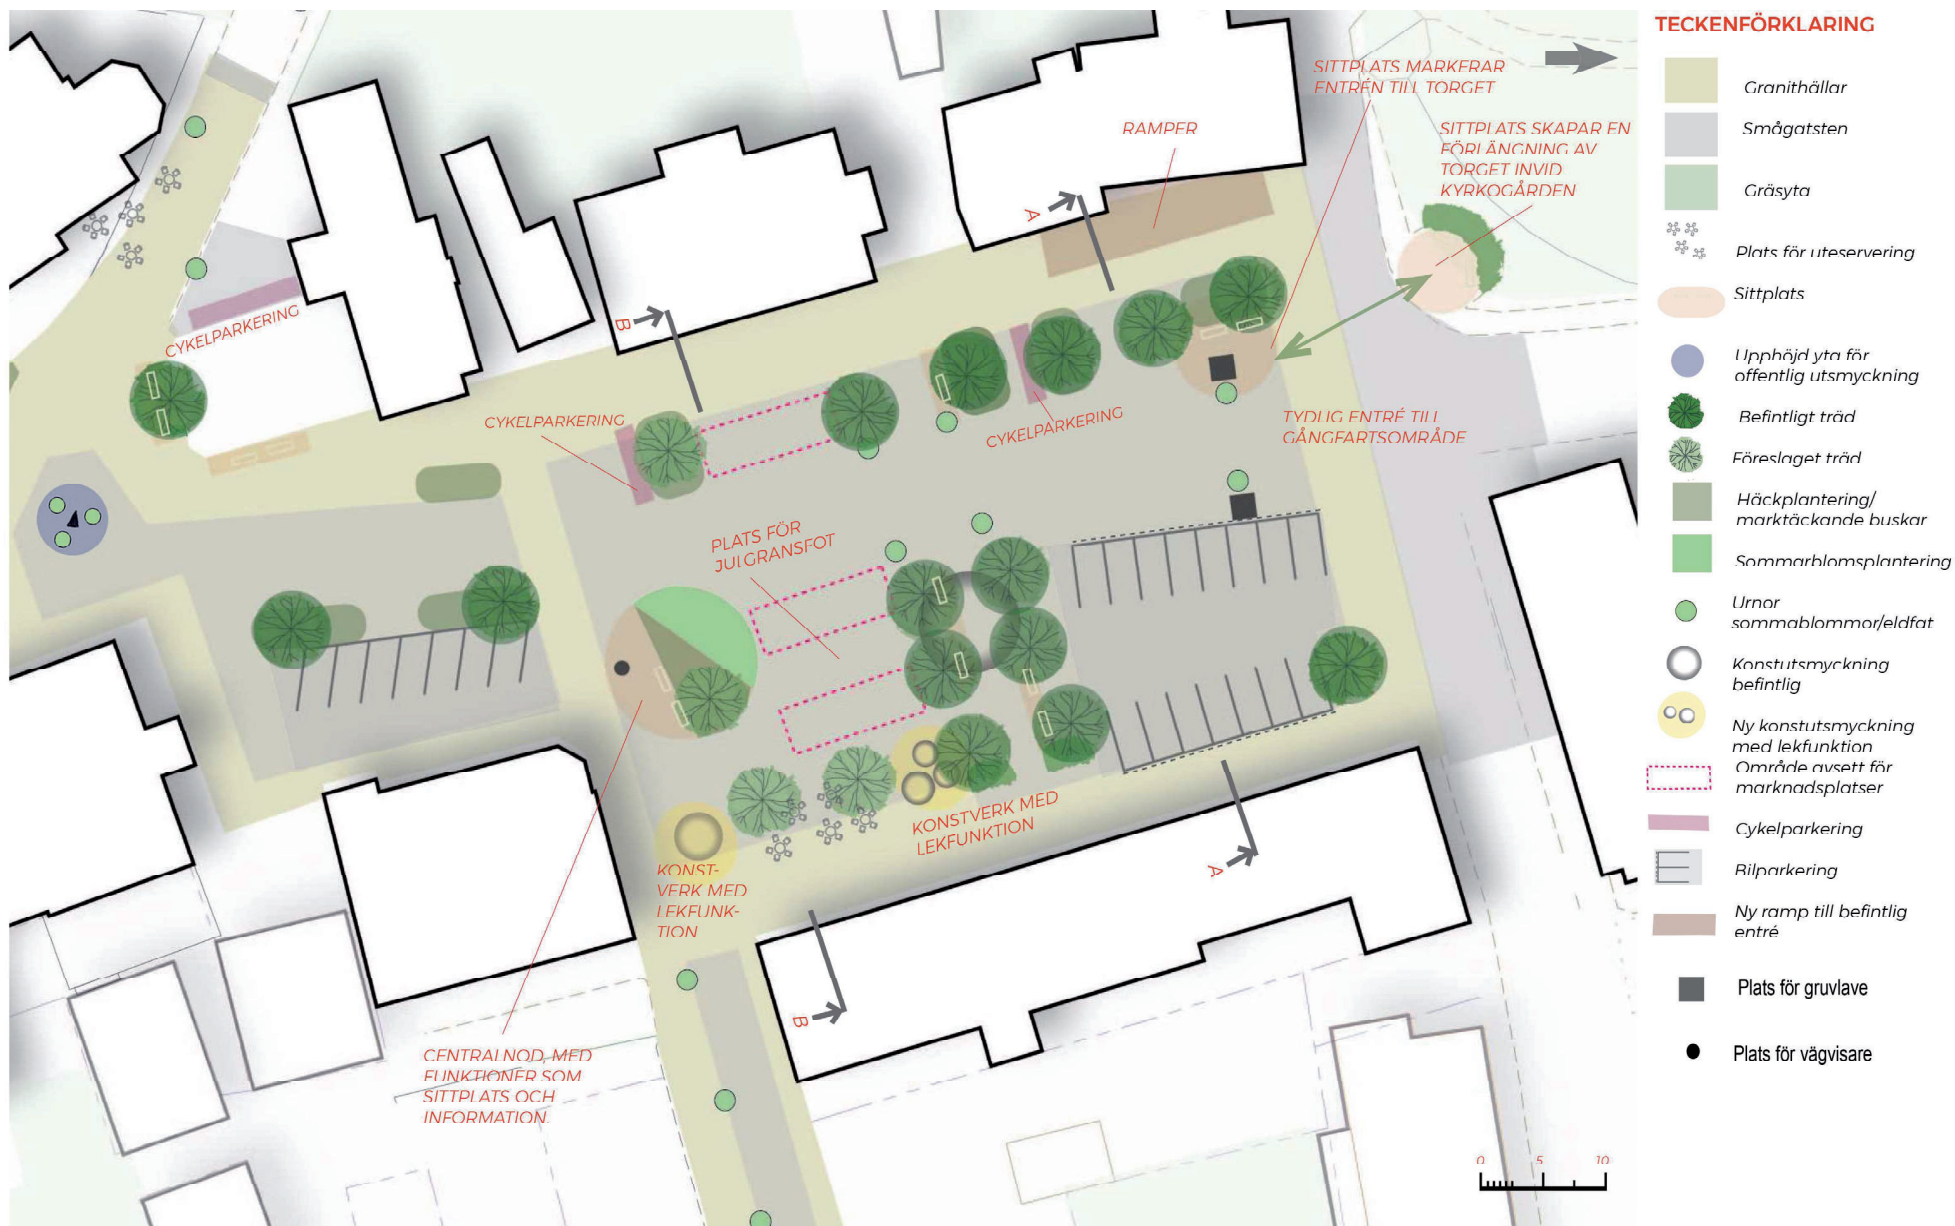 TECKENFÖRKLARING
Granithällar
Smågatsten
Gräsyta
Plats för uteservering
Sittplats
Upphöjd yta för
offentlig utsmyckning
Befintligt träd
Föreslaget träd
Häckplantering/
marktäckande buskar
Sommarblomsplantering
Urnor
sommablommor/eldfat
Konstutsmyckning
befintlig
Ny konstutsmyckning
med lekfunktion
Område avsett för
marknadsplatser
Cykelparkering
Bilparkering
Ny ramp till befintlig
entré
Plats för gruvlave
Plats för vägvisare
SITTPLATS MARKERAR
ENTRÉN TILL TORGET
RAMPER
SITTPLATS SKAPAR EN
FÖRLÄNGNING AV
TORGET INVID
KYRKOGÅRDEN
A
B
CYKELPARKERING
CYKELPARKERING
CYKELPARKERING
TYDLIG ENTRÉ TILL
GÅNGFARTSOMRÅDE
PLATS FÖR
JULGRANSFOT
KONSTVERK MED
LEKFUNKTION
KONST-
VERK MED
LEKFUNK-
TION
A
B
CENTRALNOD, MED
FUNKTIONER SOM
SITTPLATS OCH
INFORMATION.
0 5 10